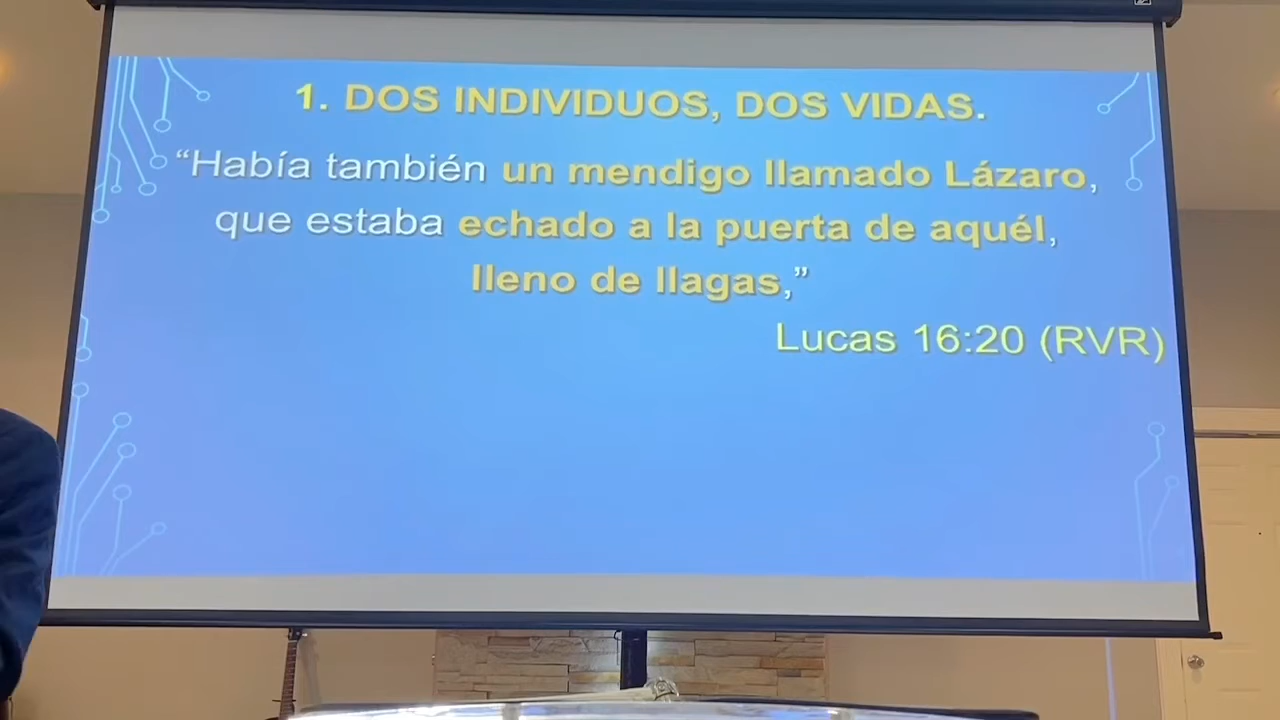 1. DOS INDIVIDUOS, DOS VIDAS.
“Había también un mendigo llamado Lázaro,
que estaba echado a la puerta de aquél,
lleno de llagas,”
Lucas 16:20 (RVR)